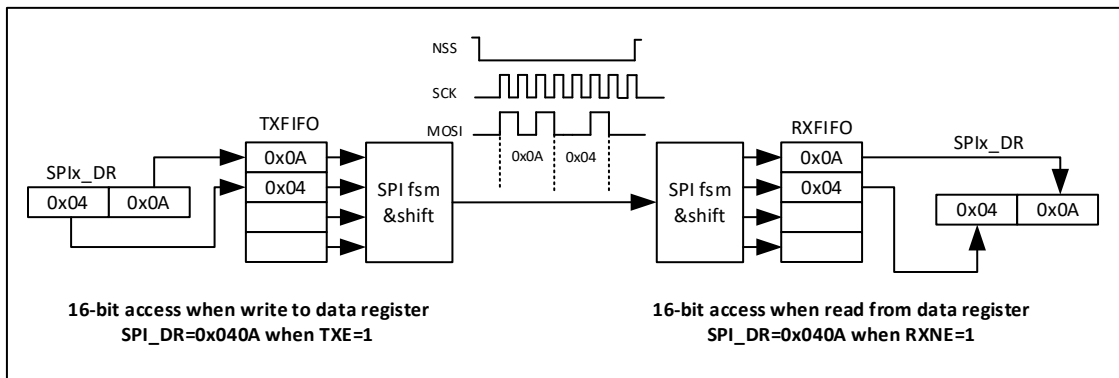 NSS
SCK
MOSI
0x0A 0x04
TXFIFO
0x0A
0x04
SPIx_DR
0x04 0x0A
SPI fsm
&shift
SPI fsm
&shift
RXFIFO
0x0A
0x04
SPIx_DR
0x04 0x0A
16-bit access when write to data register
SPI_DR=0x040A when TXE=1
16-bit access when read from data register
SPI_DR=0x040A when RXNE=1